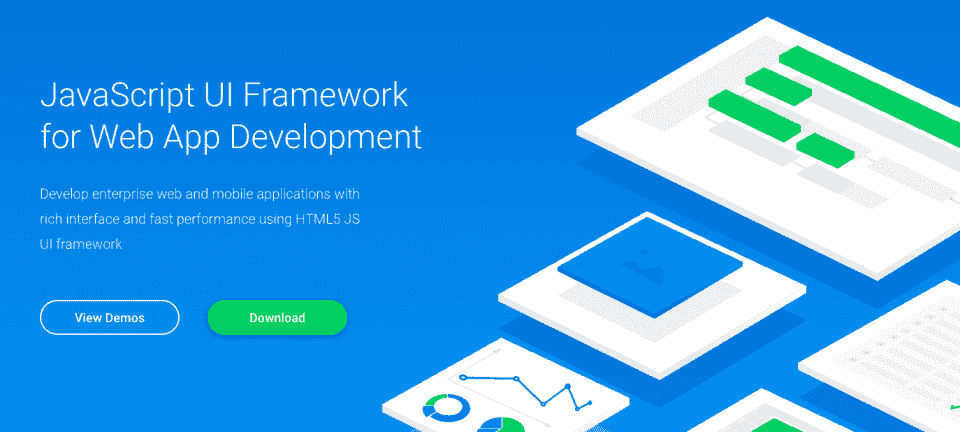 JavaScript UI Framework
for Web App Development
Develop enterprise web and mobile applications with
rich interface and fast performance using HTML5 JS
UI framework
View Demos
Download